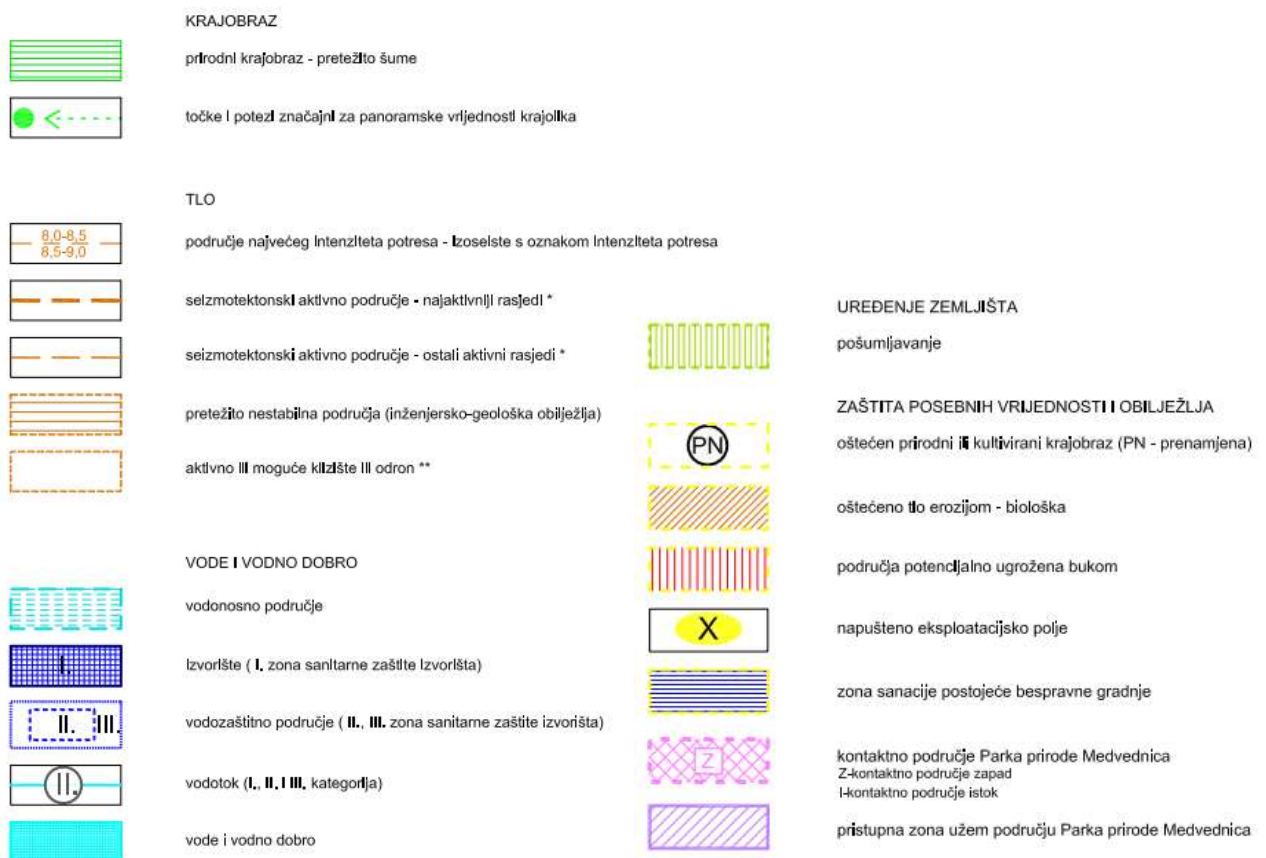 KRAJOBRAZ
prirodni krajobraz - pretežito šume
točke i potezi značajni za panoramske vrijednosti krajolika
TLO
8,0-8,5
8,5-9,0
područje najvećeg intenziteta potresa - Izoseiste s oznakom intenziteta potresa
seizmotektonski aktivno područje - najaktivniji rasjedi *
seizmotektonski aktivno područje - ostali aktivni rasjedi *
pretežito nestabilna područja (inženjersko-geološka obilježlja)
aktivno ili moguće klizište ili odron **
VODE I VODNO DOBRO
vodonosno područje
I.
Izvorište ( I. zona sanitarne zaštite Izvorišta)
II. III.
vodozaštitno područje ( II., III. zona sanitarne zaštite izvorišta)
II.
vodotok (I., II. I III. kategorija)
vode i vodno dobro
UREĐENJE ZEMLJIŠTA
pošumljavanje
ZAŠTITA POSEBNIH VRIJEDNOSTI I OBILJEŽLJA
PN
oštećen prirodni ili kultivirani krajobraz (PN - prenamjena)
oštećeno tlo erozijom - biološka
područja potencijalno ugrožena bukom
X
napušteno eksploatacijsko polje
zona sanacije postojeće bespravne gradnje
Z
kontaktno područje Parka prirode Medvednica
Z-kontaktno područje zapad
I-kontaktno područje istok
pristupna zona užem području Parka prirode Medvednica